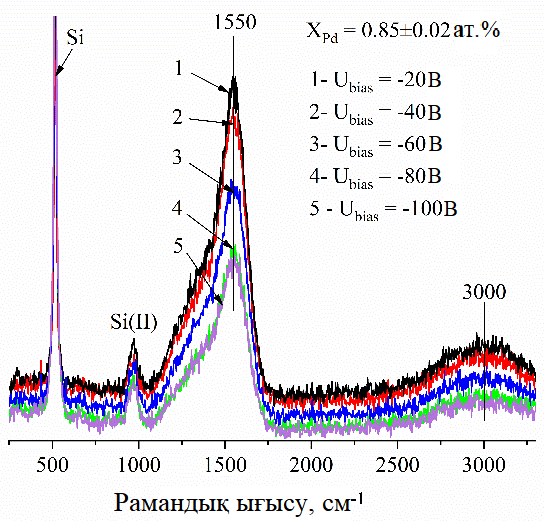 1550
Si
X_Pd = 0.85±0.02ат.%
1
1- U_bias = -20В
2
2- U_bias = -40В
3
3- U_bias = -60В
4
4- U_bias = -80В
5
5 - U_bias = -100В
Si(II)
3000
500 1000 1500 2000 2500 3000
Рамандық ығысу, см⁻¹